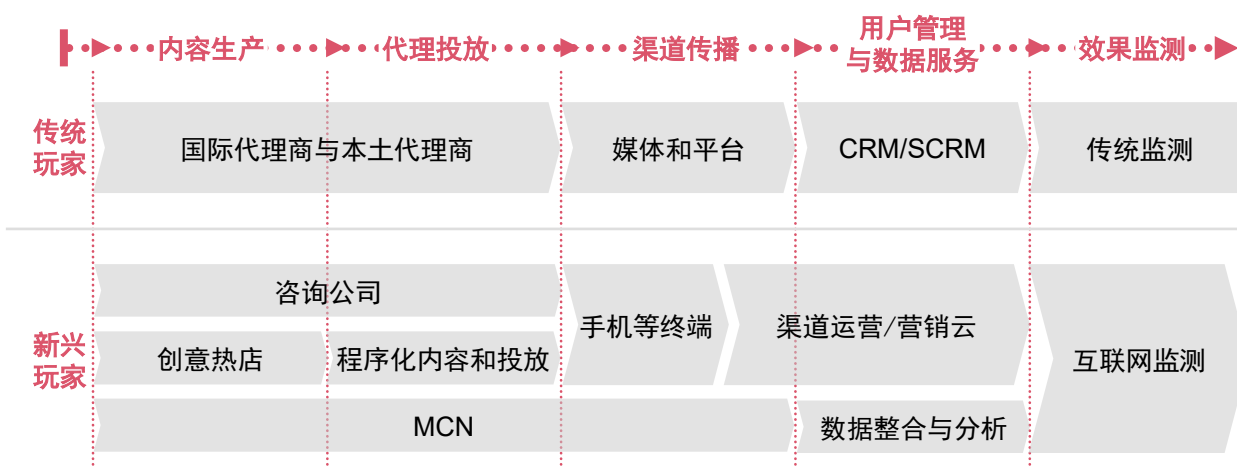 内容生产
代理投放
渠道传播
用户管理
与数据服务
效果监测
传统
玩家
国际代理商与本土代理商
媒体和平台
CRM/SCRM
传统监测
新兴
玩家
咨询公司
创意热店
程序化内容和投放
MCN
手机等终端
渠道运营/营销云
数据整合与分析
互联网监测